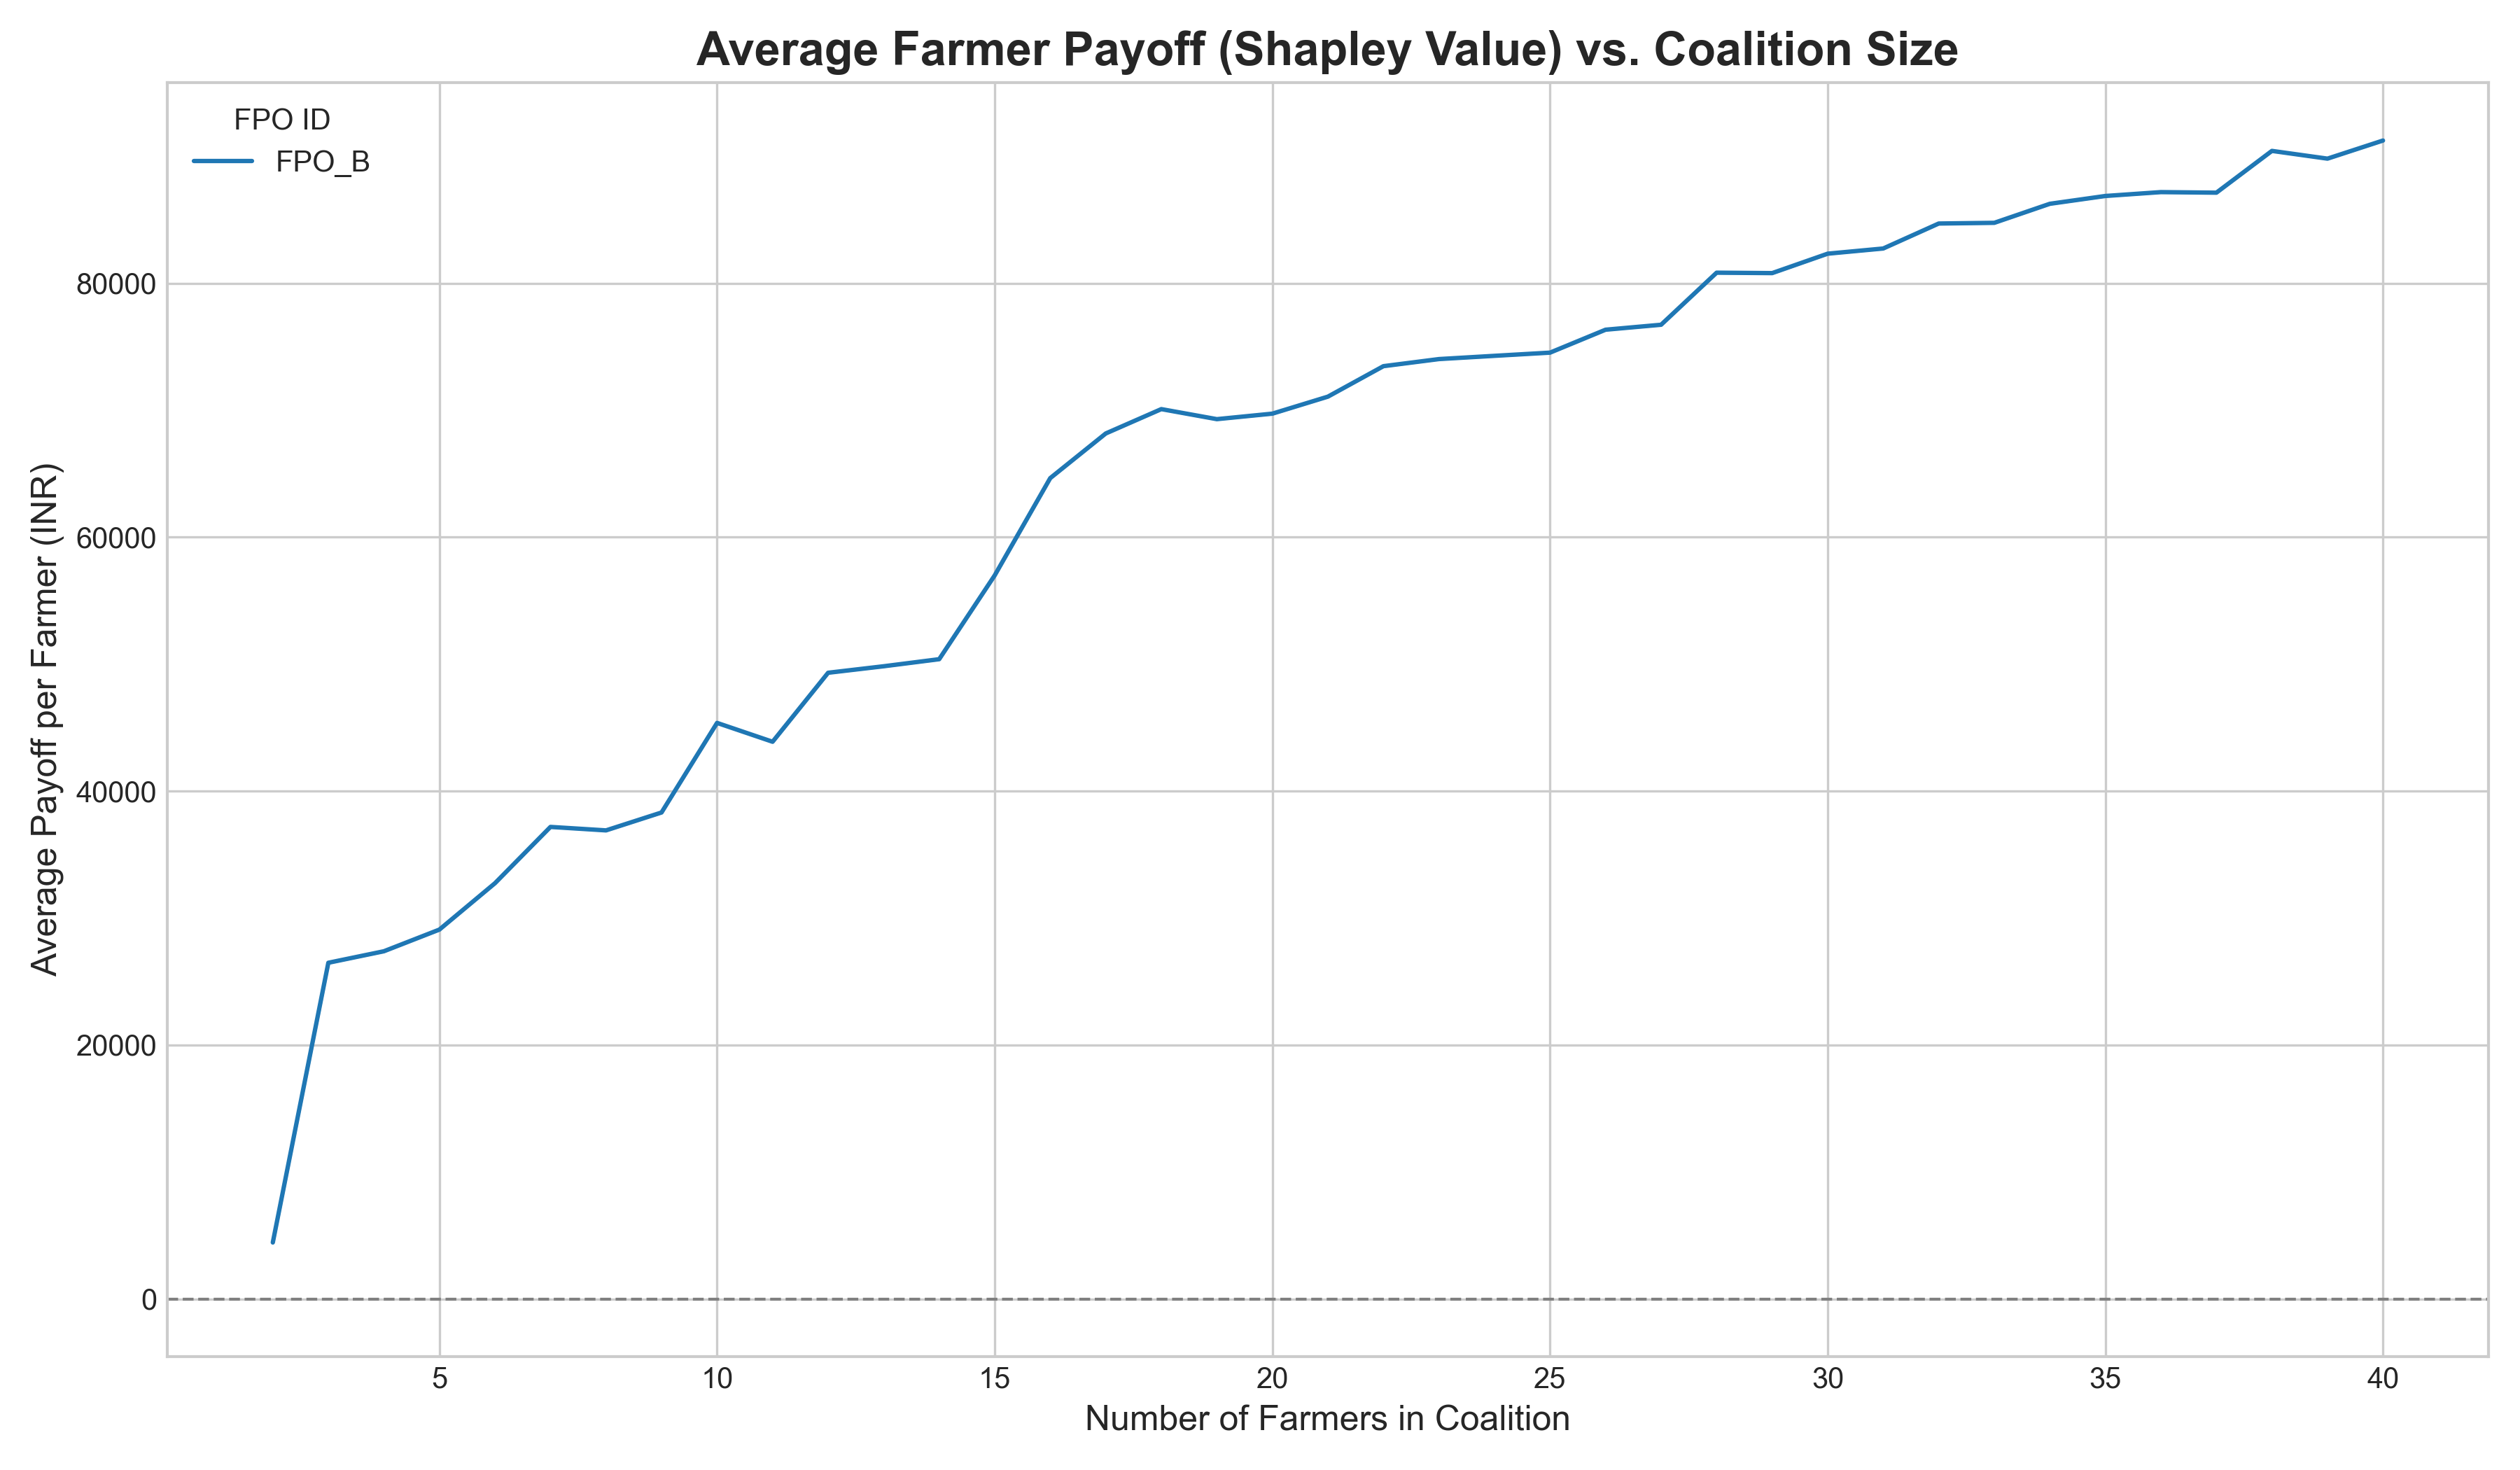 Average Farmer Payoff (Shapley Value) vs. Coalition Size
FPO ID
FPO_B
Average Payoff per Farmer (INR)
80000
60000
40000
20000
0
5 10 15 20 25 30 35 40
Number of Farmers in Coalition